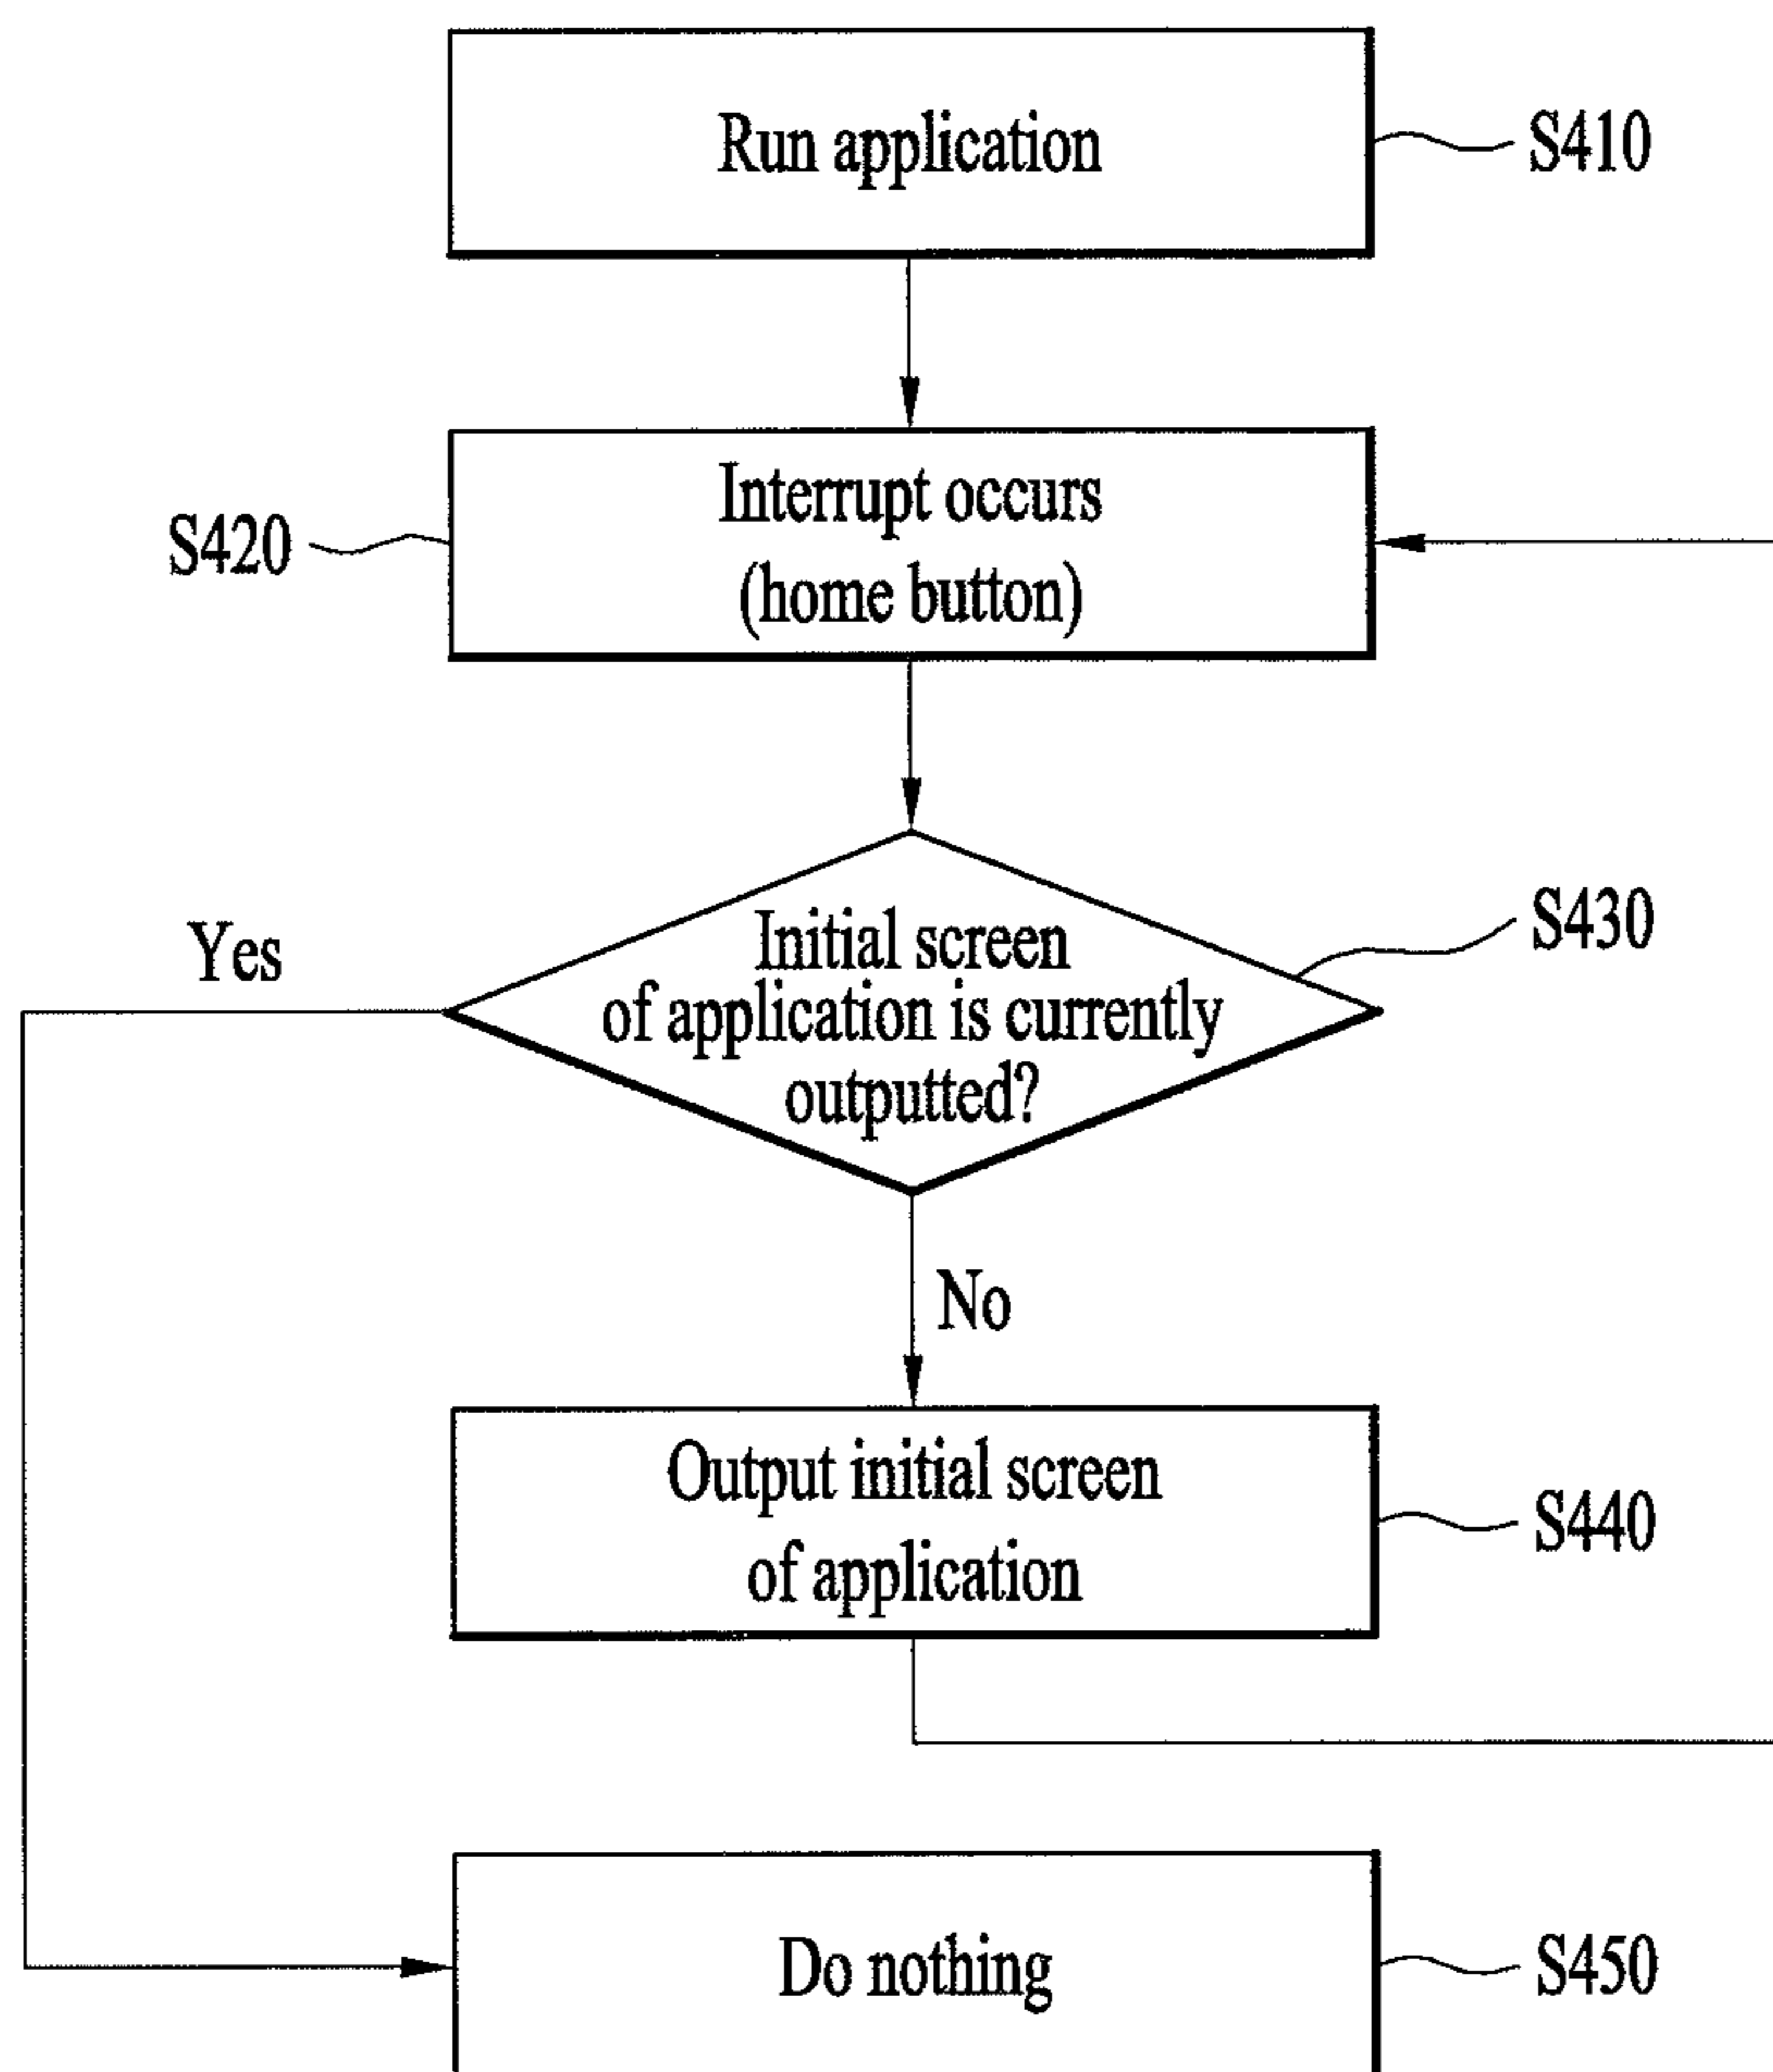 Run application
S410
Interrupt occurs
(home button)
S420
Initial screen
of application is currently
outputted?
S430
Yes
No
Output initial screen
of application
S440
Do nothing
S450